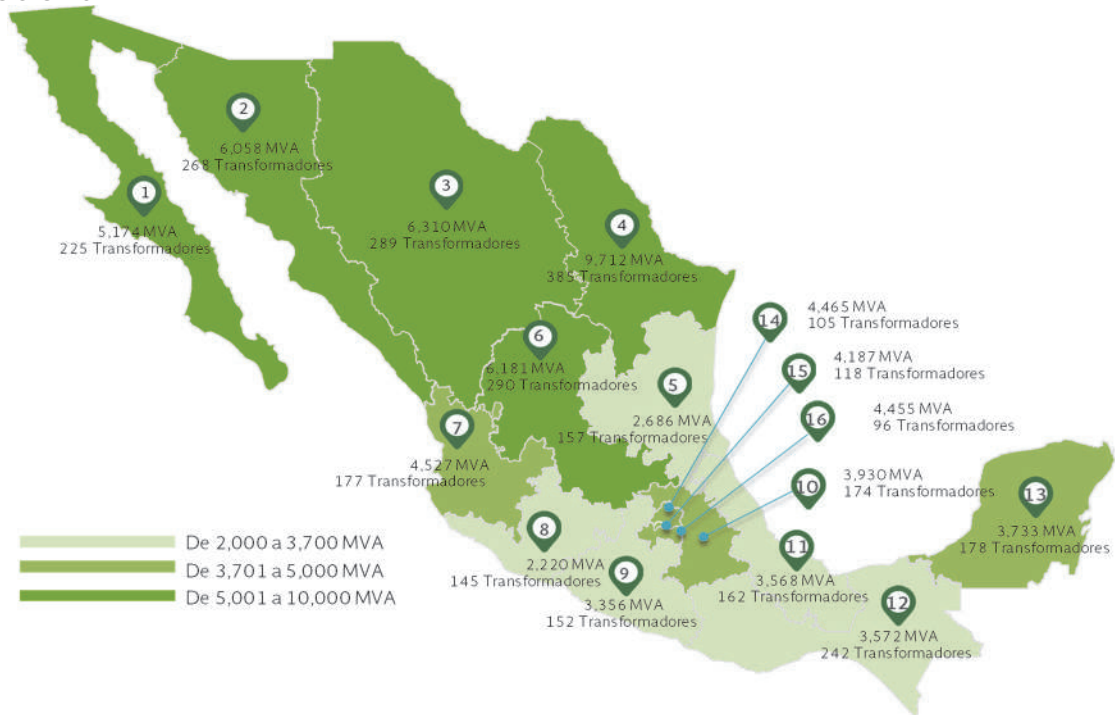 2
6,058 MVA
268 Transformadores
1
5,174 MVA
225 Transformadores
3
6,310 MVA
289 Transformadores
4
9,712 MVA
385 Transformadores
6
6,181 MVA
290 Transformadores
5
2,686 MVA
157 Transformadores
14
4,465 MVA
105 Transformadores
15
4,187 MVA
118 Transformadores
16
4,455 MVA
96 Transformadores
7
4,527 MVA
177 Transformadores
10
3,930 MVA
174 Transformadores
13
3,733 MVA
178 Transformadores
8
2,220 MVA
145 Transformadores
9
3,356 MVA
152 Transformadores
11
3,568 MVA
162 Transformadores
12
3,572 MVA
242 Transformadores
De 2,000 a 3,700 MVA
De 3,701 a 5,000 MVA
De 5,001 a 10,000 MVA